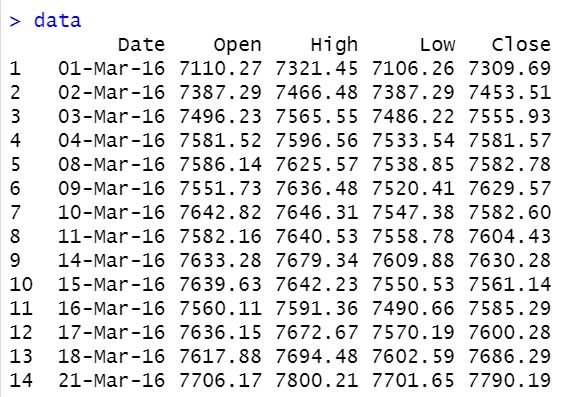 > data
Date Open High Low Close
1 01-Mar-16 7110.27 7321.45 7106.26 7309.69
2 02-Mar-16 7387.29 7466.48 7387.29 7453.51
3 03-Mar-16 7496.23 7565.55 7486.22 7555.93
4 04-Mar-16 7581.52 7596.56 7533.54 7581.57
5 08-Mar-16 7586.14 7625.57 7538.85 7582.78
6 09-Mar-16 7551.73 7636.48 7520.41 7629.57
7 10-Mar-16 7642.82 7646.31 7547.38 7582.60
8 11-Mar-16 7582.16 7640.53 7558.78 7604.43
9 14-Mar-16 7633.28 7679.34 7609.88 7630.28
10 15-Mar-16 7639.63 7642.23 7550.53 7561.14
11 16-Mar-16 7560.11 7591.36 7490.66 7585.29
12 17-Mar-16 7636.15 7672.67 7570.19 7600.28
13 18-Mar-16 7617.88 7694.48 7602.59 7686.29
14 21-Mar-16 7706.17 7800.21 7701.65 7790.19